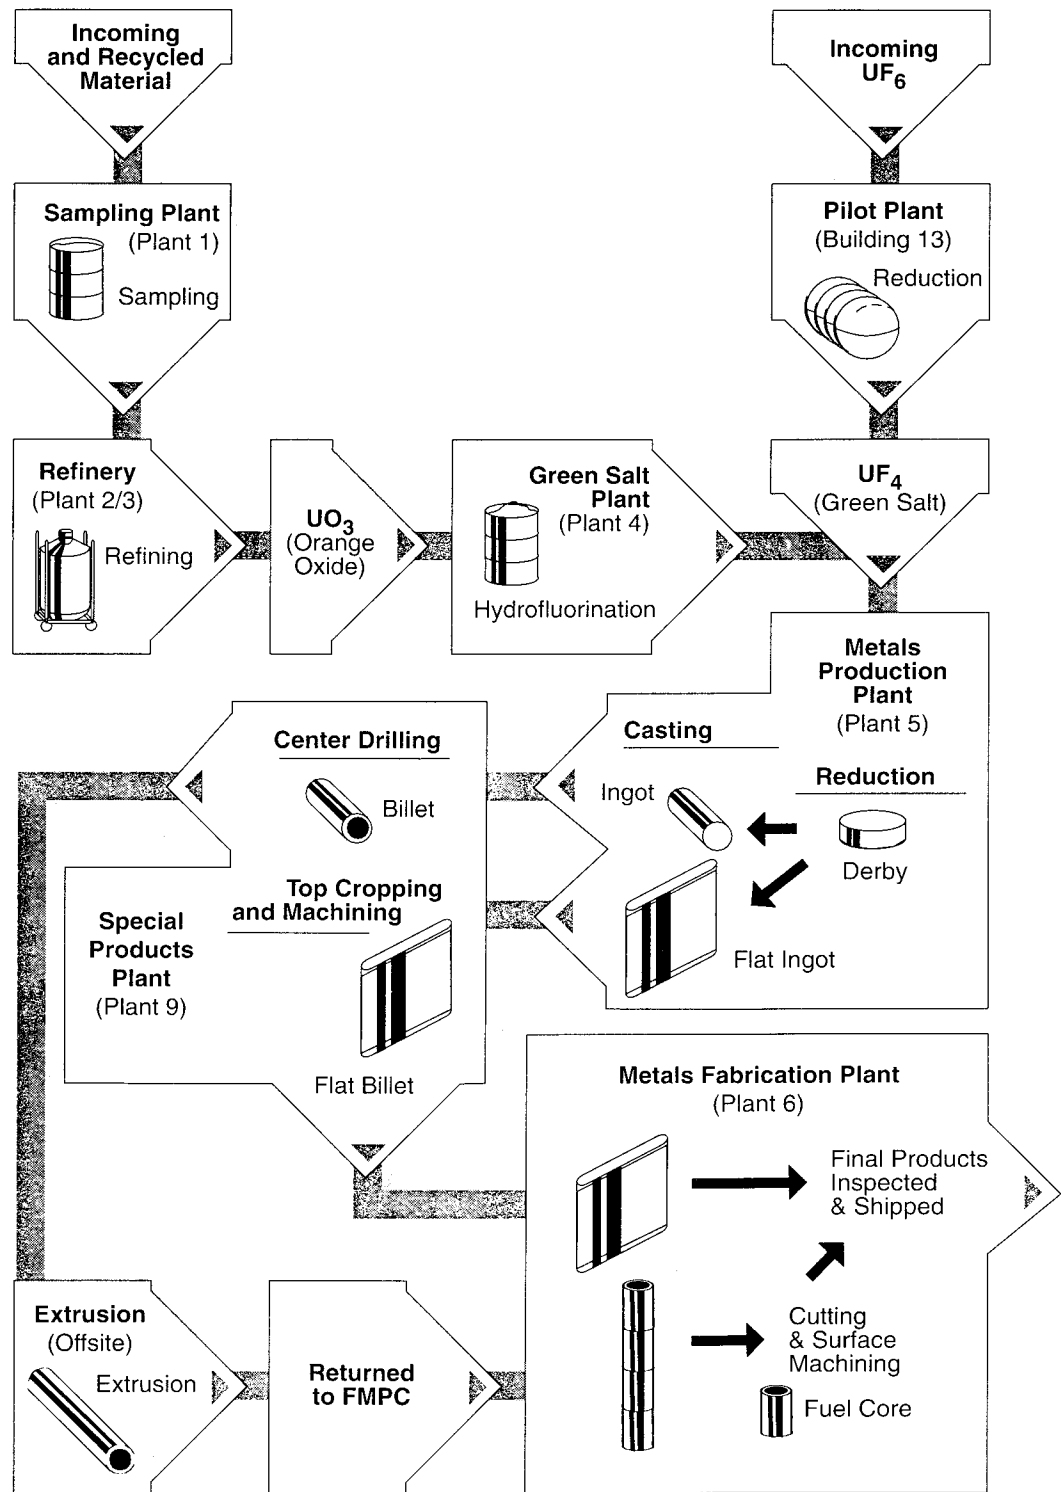 Incoming
and Recycled
Material
Incoming
UF6
Sampling Plant
(Plant 1)
Sampling
Pilot Plant
(Building 13)
Reduction
Refinery
(Plant 2/3)
Refining
UO3
(Orange
Oxide)
Green Salt
Plant
(Plant 4)
Hydrofluorination
UF4
(Green Salt)
Metals
Production
Plant
(Plant 5)
Casting
Reduction
Ingot
Derby
Flat Ingot
Center Drilling
Billet
Top Cropping
and Machining
Special
Products
Plant
(Plant 9)
Flat Billet
Metals Fabrication Plant
(Plant 6)
Final Products
Inspected
& Shipped
Cutting
& Surface
Machining
Fuel Core
Extrusion
(Offsite)
Extrusion
Returned
to FMPC